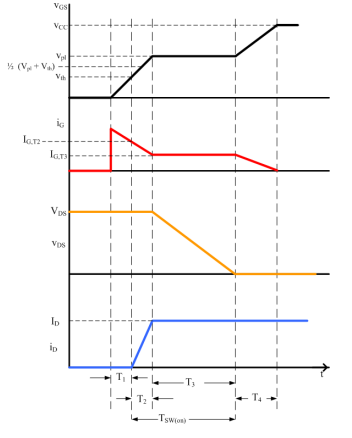 vGS
vCC
vpl
½ (Vpl + Vth)
vth
iG
IG,T2
IG,T3
VDS
vDS
ID
iD
t
T1
T3
T2
T4
TSW(on)